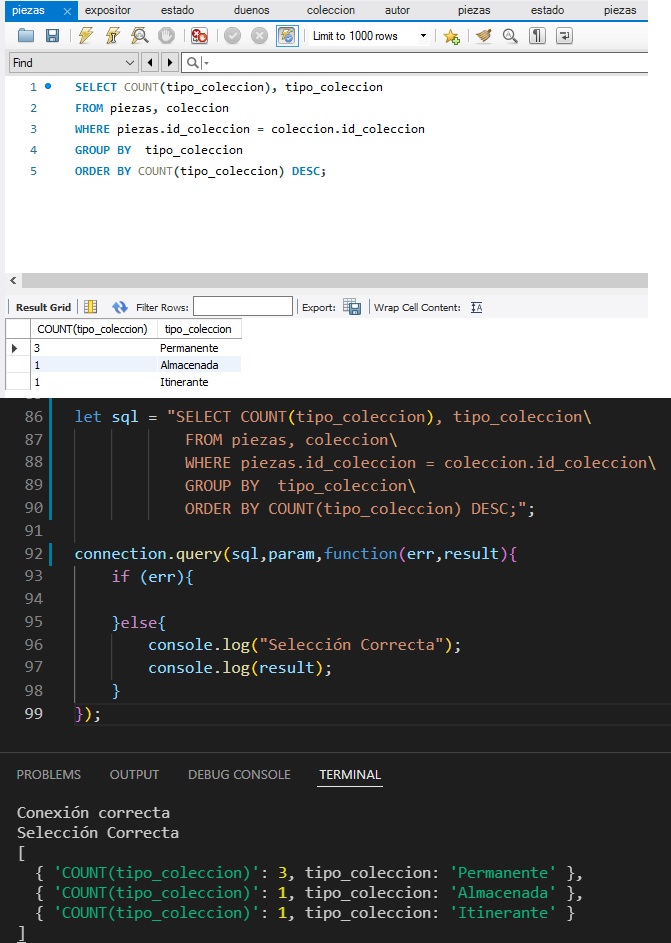 piezas × expositor estado duenos coleccion autor piezas estado piezas
Limit to 1000 rows
Find
1 SELECT COUNT(tipo_coleccion), tipo_coleccion
2 FROM piezas, coleccion
3 WHERE piezas.id_coleccion = coleccion.id_coleccion
4 GROUP BY  tipo_coleccion
5 ORDER BY COUNT(tipo_coleccion) DESC;
Result Grid Filter Rows: Export: Wrap Cell Content: IA
COUNT(tipo_coleccion) tipo_coleccion
3 Permanente
1 Almacenada
1 Itinerante
86 let sql = "SELECT COUNT(tipo_coleccion), tipo_coleccion\
87 FROM piezas, coleccion\
88 WHERE piezas.id_coleccion = coleccion.id_coleccion\
89 GROUP BY  tipo_coleccion\
90 ORDER BY COUNT(tipo_coleccion) DESC;";
91
92 connection.query(sql,param,function(err,result){
93 if (err){
94
95 }else{
96 console.log("Selección Correcta");
97 console.log(result);
98 }
99 });
PROBLEMS OUTPUT DEBUG CONSOLE TERMINAL
Conexión correcta
Selección Correcta
[
{ 'COUNT(tipo_coleccion)': 3, tipo_coleccion: 'Permanente' },
{ 'COUNT(tipo_coleccion)': 1, tipo_coleccion: 'Almacenada' },
{ 'COUNT(tipo_coleccion)': 1, tipo_coleccion: 'Itinerante' }
]